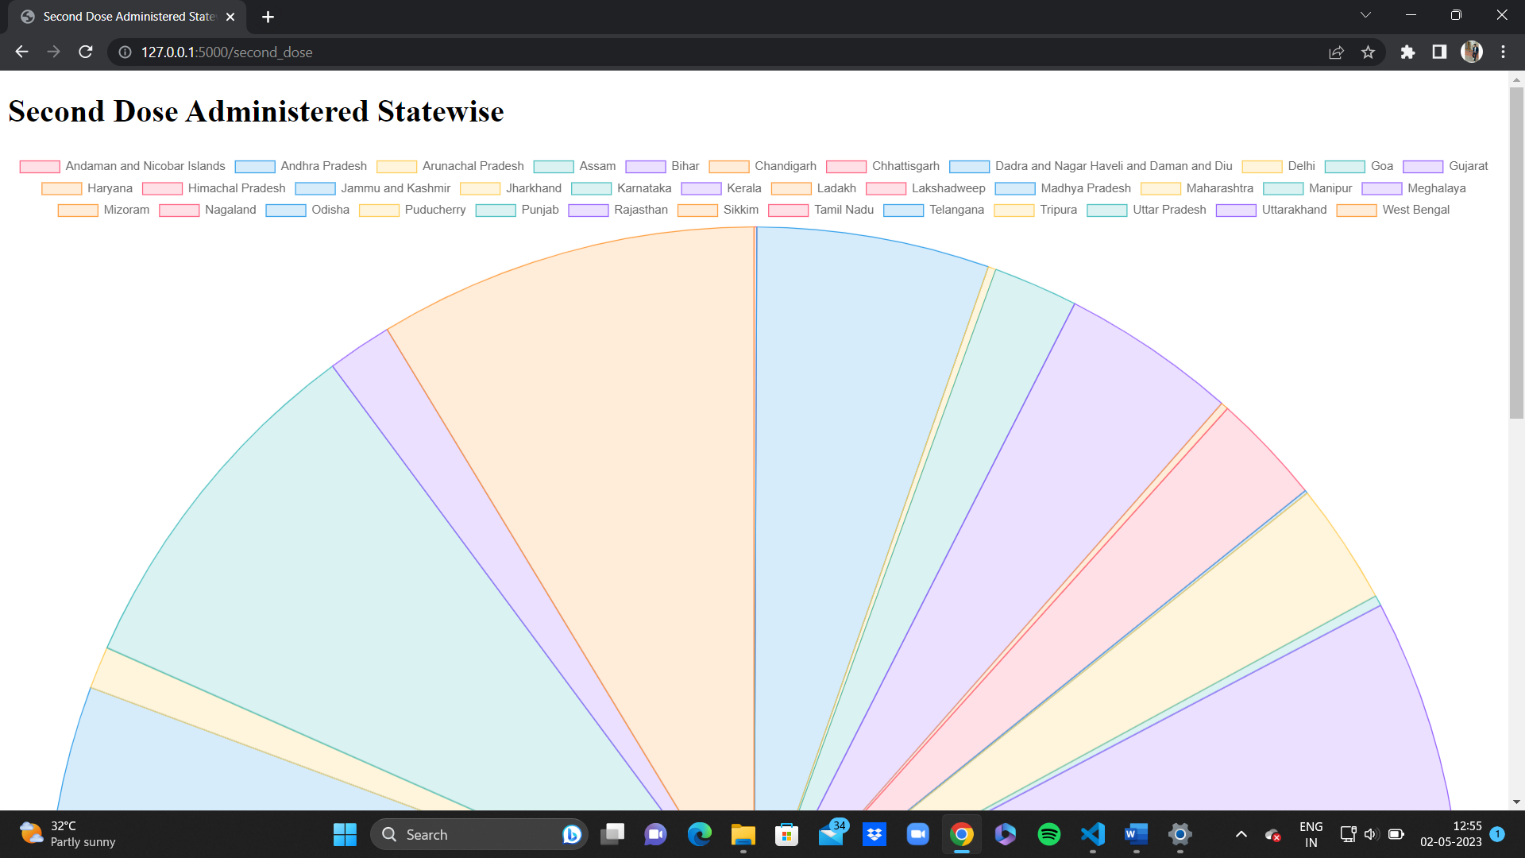 Second Dose Administered State
127.0.0.1:5000/second_dose
Second Dose Administered Statewise
Andaman and Nicobar Islands Andhra Pradesh Arunachal Pradesh Assam Bihar Chandigarh Chhattisgarh Dadra and Nagar Haveli and Daman and Diu Delhi Goa Gujarat
Haryana Himachal Pradesh Jammu and Kashmir Jharkhand Karnataka Kerala Ladakh Lakshadweep Madhya Pradesh Maharashtra Manipur Meghalaya
Mizoram Nagaland Odisha Puducherry Punjab Rajasthan Sikkim Tamil Nadu Telangana Tripura Uttar Pradesh Uttarakhand West Bengal
32°C
Partly sunny
Search
34
ENG
IN
12:55
02-05-2023
1